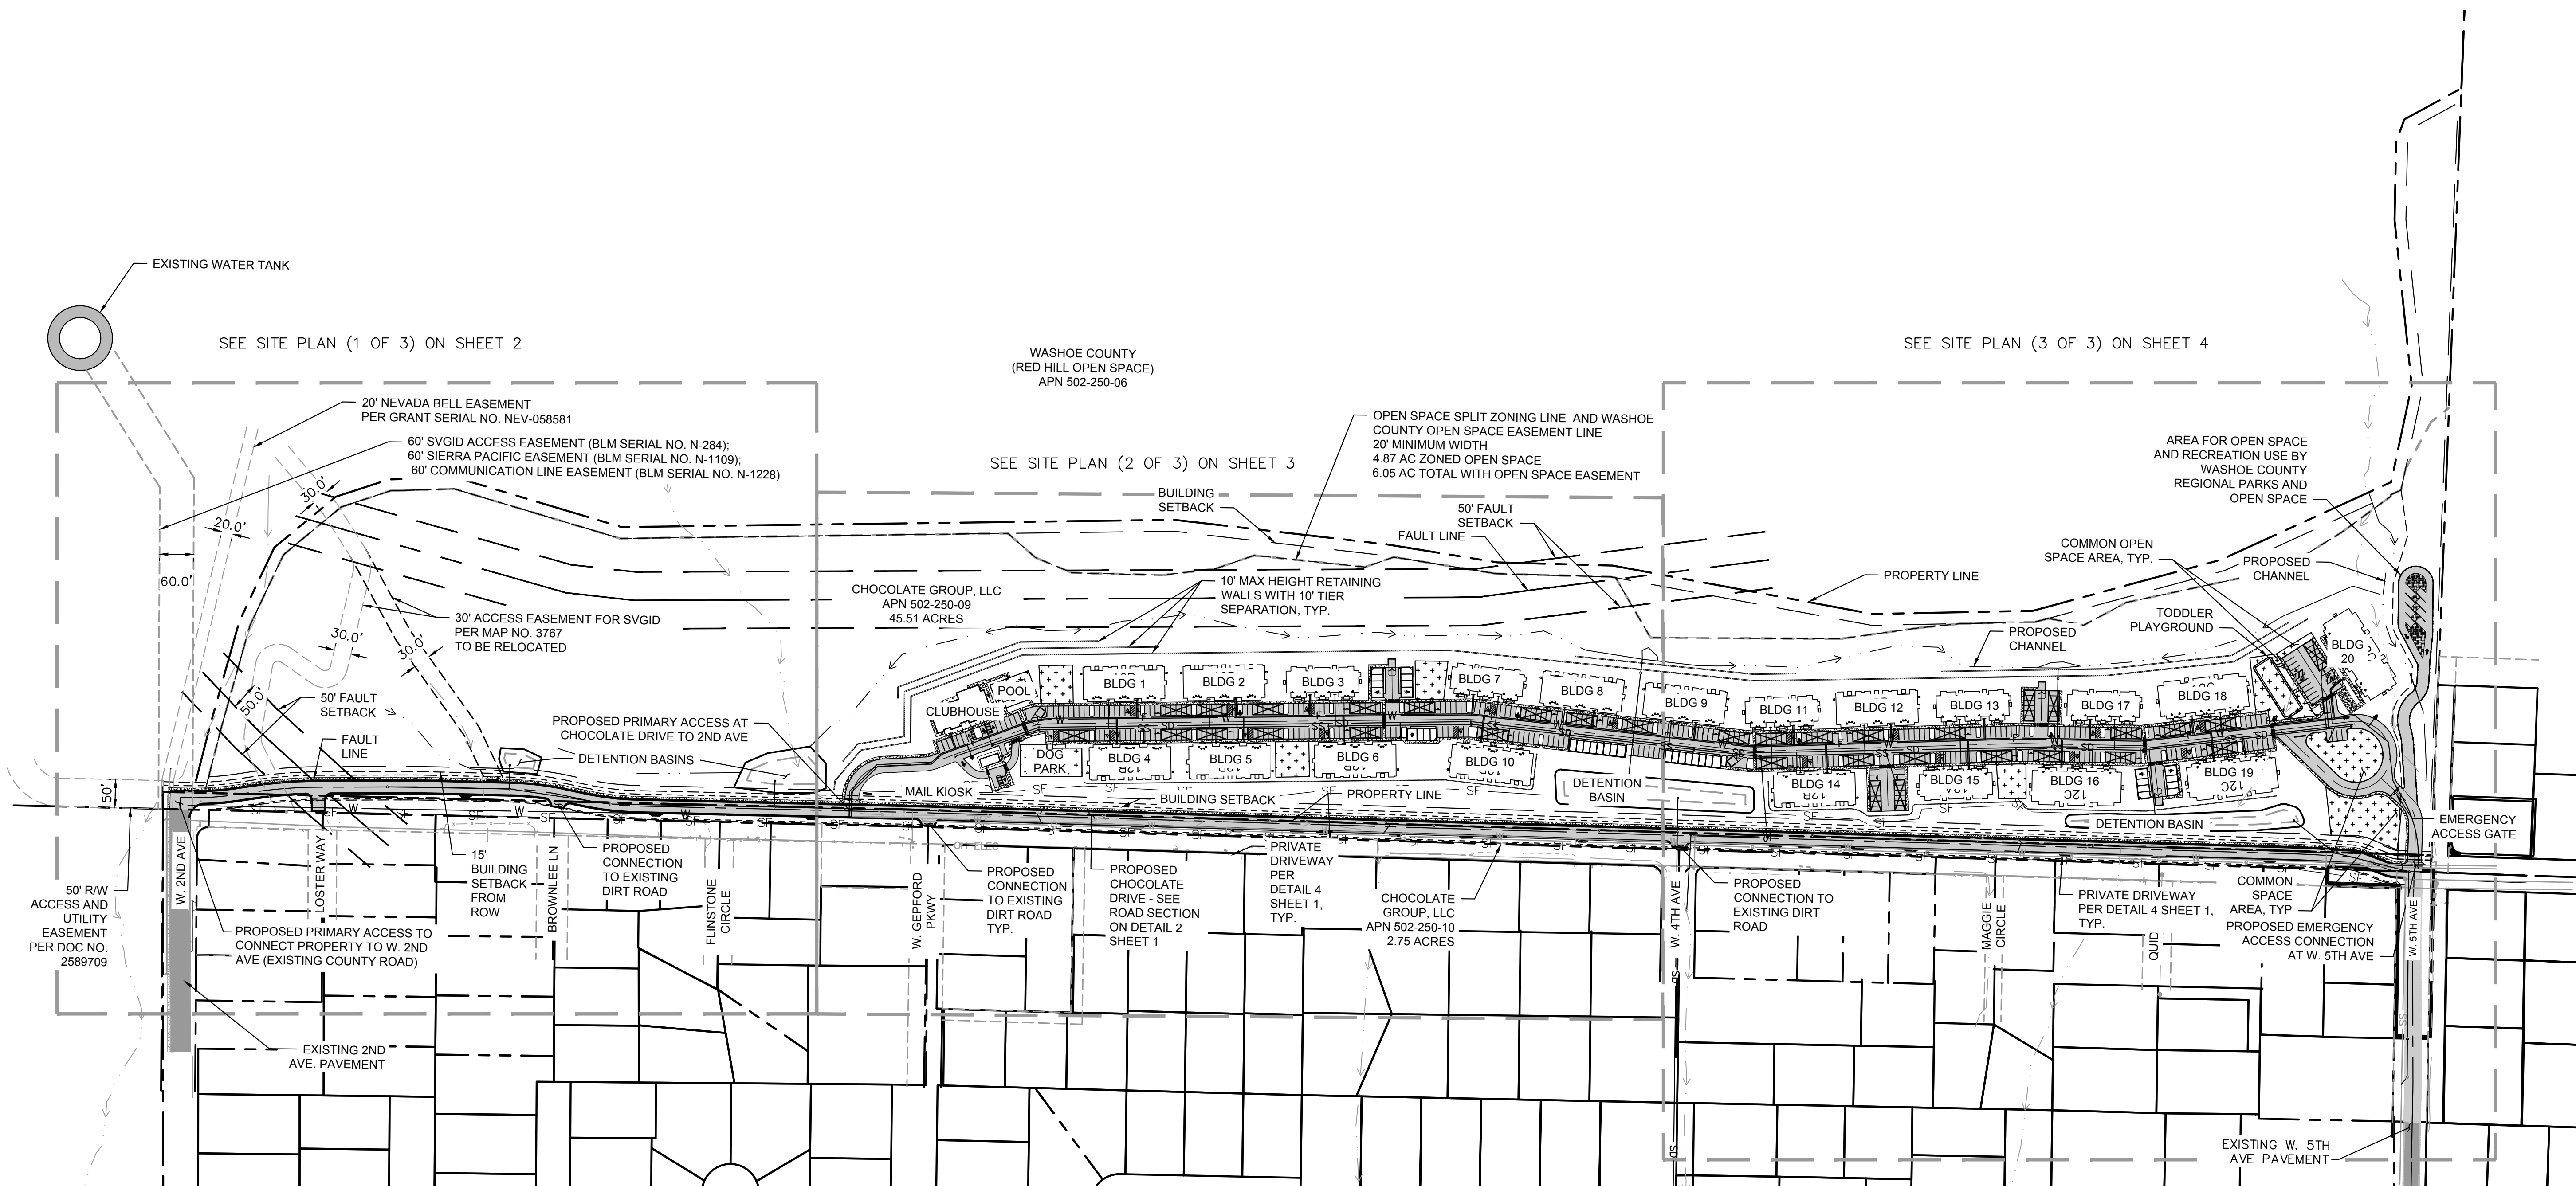 EXISTING WATER TANK
SEE SITE PLAN (1 OF 3) ON SHEET 2
WASHOE COUNTY
(RED HILL OPEN SPACE)
APN 502-250-06
SEE SITE PLAN (3 OF 3) ON SHEET 4
20' NEVADA BELL EASEMENT
PER GRANT SERIAL NO. NEV-058581
60' SVGID ACCESS EASEMENT (BLM SERIAL NO. N-284);
60' SIERRA PACIFIC EASEMENT (BLM SERIAL NO. N-1109);
60' COMMUNICATION LINE EASEMENT (BLM SERIAL NO. N-1228)
SEE SITE PLAN (2 OF 3) ON SHEET 3
OPEN SPACE SPLIT ZONING LINE AND WASHOE
COUNTY OPEN SPACE EASEMENT LINE
20' MINIMUM WIDTH
4.87 AC ZONED OPEN SPACE
6.05 AC TOTAL WITH OPEN SPACE EASEMENT
AREA FOR OPEN SPACE
AND RECREATION USE BY
WASHOE COUNTY
REGIONAL PARKS AND
OPEN SPACE
30.0'
20.0'
60.0'
BUILDING
SETBACK
50' FAULT
SETBACK
FAULT LINE
COMMON OPEN
SPACE AREA, TYP.
PROPOSED
CHANNEL
PROPERTY LINE
CHOCOLATE GROUP, LLC
APN 502-250-09
45.51 ACRES
10' MAX HEIGHT RETAINING
WALLS WITH 10' TIER
SEPARATION, TYP.
TODDLER
PLAYGROUND
PROPOSED
CHANNEL
30' ACCESS EASEMENT FOR SVGID
PER MAP NO. 3767
TO BE RELOCATED
30.0'
30.0'
50.0'
50' FAULT
SETBACK
FAULT
LINE
PROPOSED PRIMARY ACCESS AT
CHOCOLATE DRIVE TO 2ND AVE
DETENTION BASINS
POOL
CLUBHOUSE
DOG
PARK
MAIL KIOSK
BLDG 1
BLDG 2
BLDG 3
BLDG 7
BLDG 8
BLDG 9
BLDG 11
BLDG 12
BLDG 13
BLDG 17
BLDG 18
BLDG
20
BLDG 4
BLDG 5
BLDG 6
BLDG 10
BLDG 14
BLDG 15
BLDG 16
BLDG 19
DETENTION
BASIN
DETENTION BASIN
BUILDING SETBACK
PROPERTY LINE
50'
EMERGENCY
ACCESS GATE
W. 2ND AVE
LOSTER WAY
15'
BUILDING
SETBACK
FROM
ROW
BROWNLEE LN
PROPOSED
CONNECTION
TO EXISTING
DIRT ROAD
FLINSTONE
CIRCLE
W. GEPFORD
PKWY
PROPOSED
CONNECTION
TO EXISTING
DIRT ROAD
TYP.
PROPOSED
CHOCOLATE
DRIVE - SEE
ROAD SECTION
ON DETAIL 2
SHEET 1
PRIVATE
DRIVEWAY
PER
DETAIL 4
SHEET 1,
TYP.
CHOCOLATE
GROUP, LLC
APN 502-250-10
2.75 ACRES
W. 4TH AVE
PROPOSED
CONNECTION TO
EXISTING DIRT
ROAD
MAGGIE
CIRCLE
PRIVATE DRIVEWAY
PER DETAIL 4 SHEET 1,
TYP.
QUID
COMMON
SPACE
AREA, TYP
PROPOSED EMERGENCY
ACCESS CONNECTION
AT W. 5TH AVE
W. 5TH AVE
50' R/W
ACCESS AND
UTILITY
EASEMENT
PER DOC NO.
2589709
PROPOSED PRIMARY ACCESS TO
CONNECT PROPERTY TO W. 2ND
AVE (EXISTING COUNTY ROAD)
EXISTING 2ND
AVE. PAVEMENT
EXISTING W. 5TH
AVE PAVEMENT